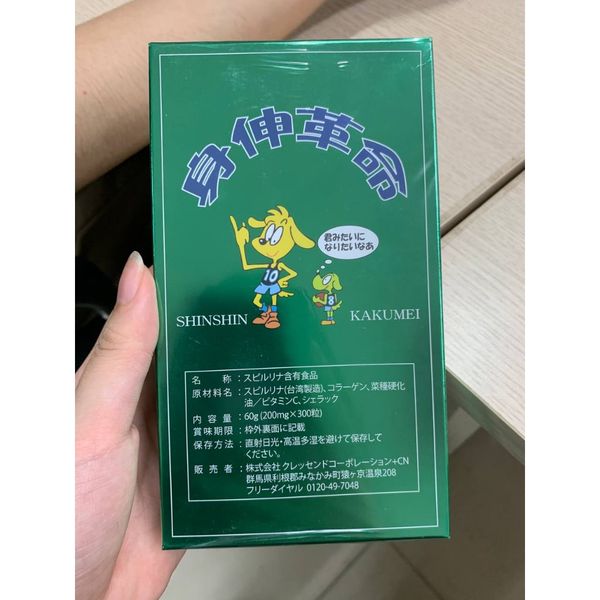 身伸革命
君みたいに
なりたいなあ
10
8
SHINSHIN KAKUMEI
名 称：スピルリナ含有食品
原材料名：スピルリナ(台湾製造)、コラーゲン、菜種硬化
油／ビタミンC、シェラック
内 容 量：60g(200mg×300粒)
賞味期限：枠外裏面に記載
保存方法：直射日光・高温多湿を避けて保存して
ください。
販 売 者：株式会社 クレッセンドコーポレーション+CN
群馬県利根郡みなかみ町猿ヶ京温泉208
フリーダイヤル 0120-49-7048